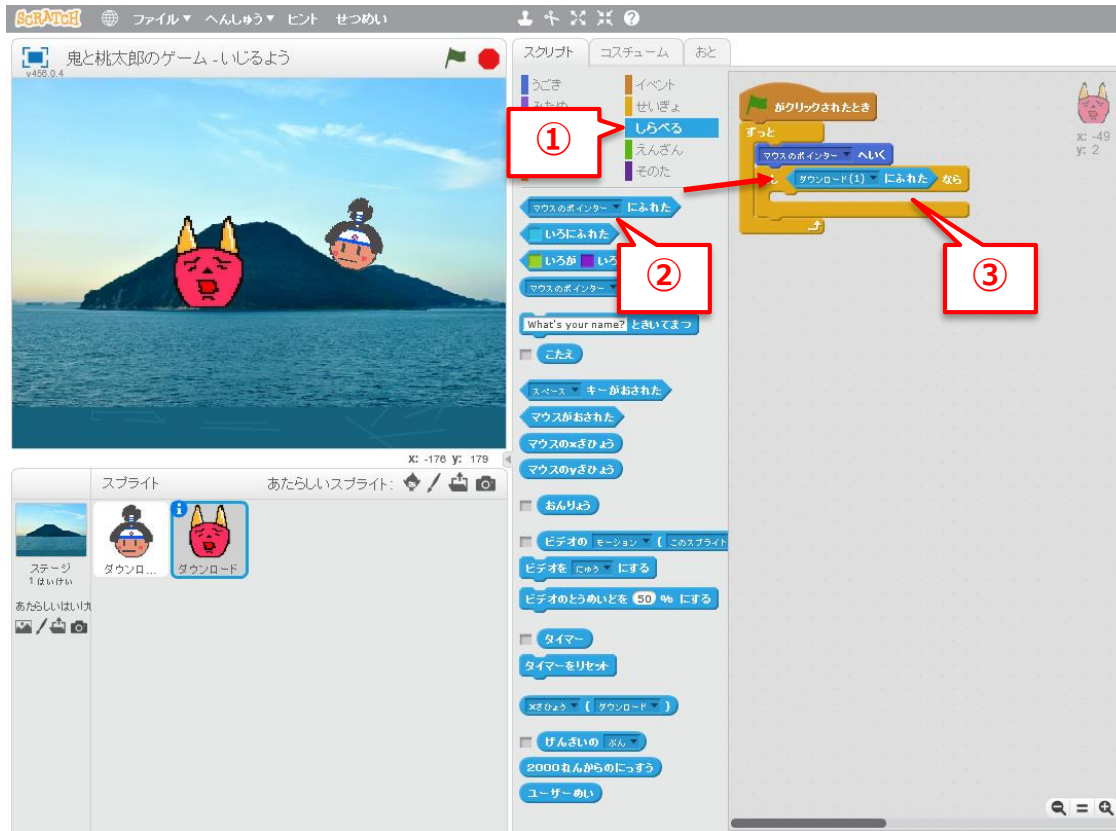 SCRATCH ファイル▼ へんしゅう▼ ヒント せつめい
鬼と桃太郎のゲーム - いじるよう
v456.0.4
X: -176 y: 179
スプライト あたらしいスプライト:
ステージ
1 はいけい
あたらしいはいけ
ダウンロ...
ダウンロード
スクリプト コスチューム おと
うごき イベント
せいぎょ
① しらべる
えんざん
そのた
マウスのポインター▼ にふれた
いろにふれた
いろが いろ
マウスのポインター
②
What's your name? ときいてまつ
こたえ
スペース▼ キーがおされた
マウスがおされた
マウスのxざひょう
マウスのyざひょう
おんりょう
ビデオの モーション▼ ( このスプライト
ビデオを にゅう▼ にする
ビデオのとうめいどを 50 % にする
タイマー
タイマーをリセット
xざひょう▼ ( ダウンロード▼ )
げんざいの ぷん▼
2000ねんからのにっすう
ユーザーめい
がクリックされたとき
ずっと
マウスのポインター▼ へいく
ダウンロード(1)▼ にふれた なら
③
x: -49
y: 2